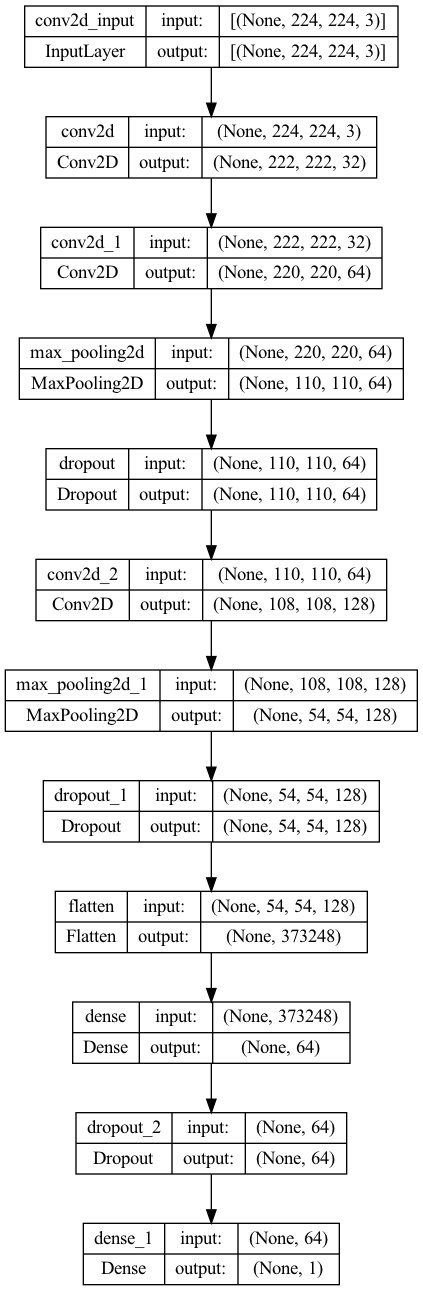 conv2d_input input: [(None, 224, 224, 3)]
InputLayer output: [(None, 224, 224, 3)]
conv2d input: (None, 224, 224, 3)
Conv2D output: (None, 222, 222, 32)
conv2d_1 input: (None, 222, 222, 32)
Conv2D output: (None, 220, 220, 64)
max_pooling2d input: (None, 220, 220, 64)
MaxPooling2D output: (None, 110, 110, 64)
dropout input: (None, 110, 110, 64)
Dropout output: (None, 110, 110, 64)
conv2d_2 input: (None, 110, 110, 64)
Conv2D output: (None, 108, 108, 128)
max_pooling2d_1 input: (None, 108, 108, 128)
MaxPooling2D output: (None, 54, 54, 128)
dropout_1 input: (None, 54, 54, 128)
Dropout output: (None, 54, 54, 128)
flatten input: (None, 54, 54, 128)
Flatten output: (None, 373248)
dense input: (None, 373248)
Dense output: (None, 64)
dropout_2 input: (None, 64)
Dropout output: (None, 64)
dense_1 input: (None, 64)
Dense output: (None, 1)